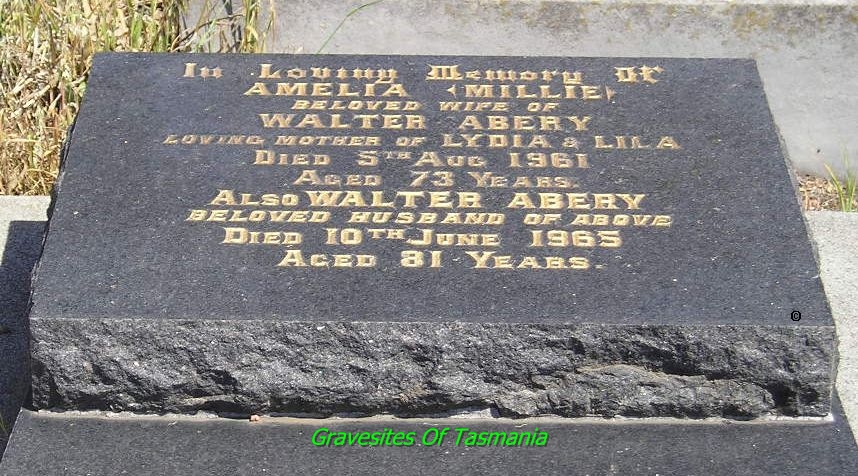 In Loving Memory Of
AMELIA (MILLIE)
BELOVED WIFE OF
WALTER ABERY
LOVING MOTHER OF LYDIA & LILA
DIED 5TH AUG 1961
AGED 73 YEARS.
ALSO WALTER ABERY
BELOVED HUSBAND OF ABOVE
DIED 10TH JUNE 1965
AGED 81 YEARS.
©
Gravesites Of Tasmania